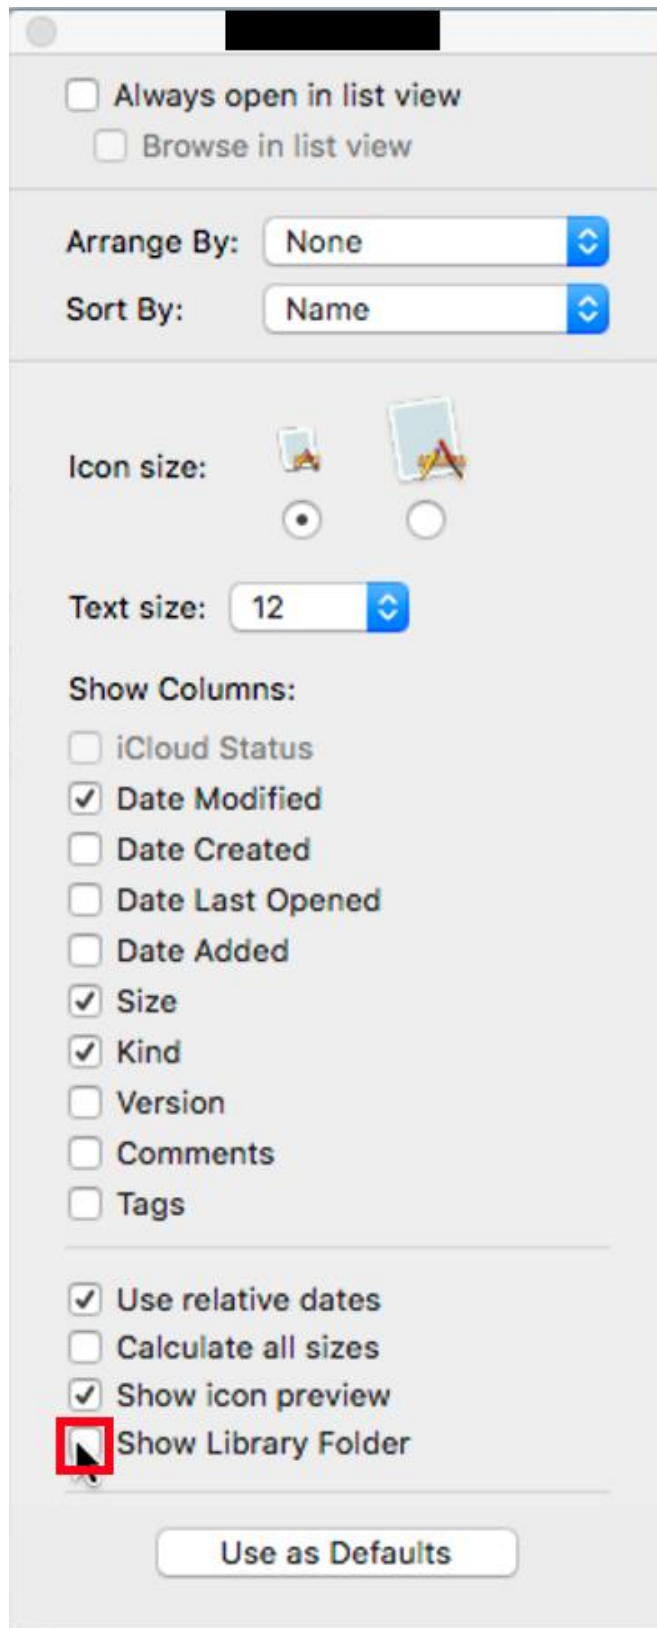 Always open in list view
Browse in list view
Arrange By: None
Sort By: Name
Icon size:
Text size: 12
Show Columns:
iCloud Status
Date Modified
Date Created
Date Last Opened
Date Added
Size
Kind
Version
Comments
Tags
Use relative dates
Calculate all sizes
Show icon preview
Show Library Folder
Use as Defaults